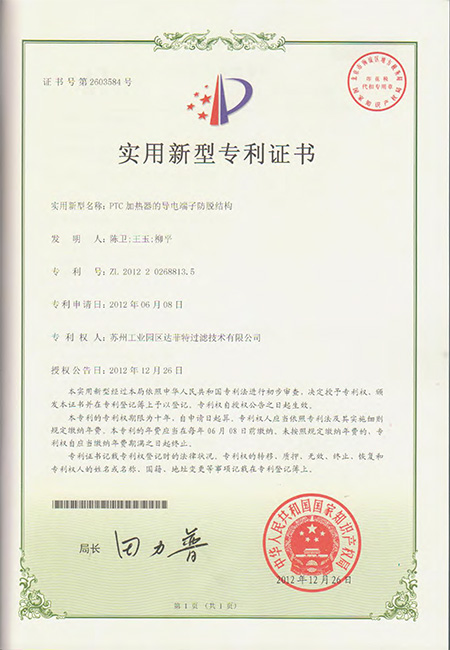 证书号第2603584号
实用新型专利证书
实用新型名称：PTC加热器的导电端子防脱结构
发明人：陈卫;王玉;柳平
专利号：ZL 2012 2 0268813.5
专利申请日：2012年06月08日
专利权人：苏州工业园区达菲特过滤技术有限公司
授权公告日：2012年12月26日
本实用新型经过本局依照中华人民共和国专利法进行初步审查，决定授予专利权，颁
发本证书并在专利登记簿上予以登记。专利权自授权公告之日起生效。
本专利的专利权期限为十年，自申请日起算。专利权人应当依照专利法及其实施细则
规定缴纳年费。本专利的年费应当在每年06月08日前缴纳。未按照规定缴纳年费的，专
利权自应当缴纳年费期满之日起终止。
专利证书记载专利权登记时的法律状况。专利权的转移、质押、无效、终止、恢复和
专利权人的姓名或名称、国籍、地址变更等事项记载在专利登记簿上。
局长
田力普
中华人民共和国国家知识产权局
2012年12月26日
第1页（共1页）